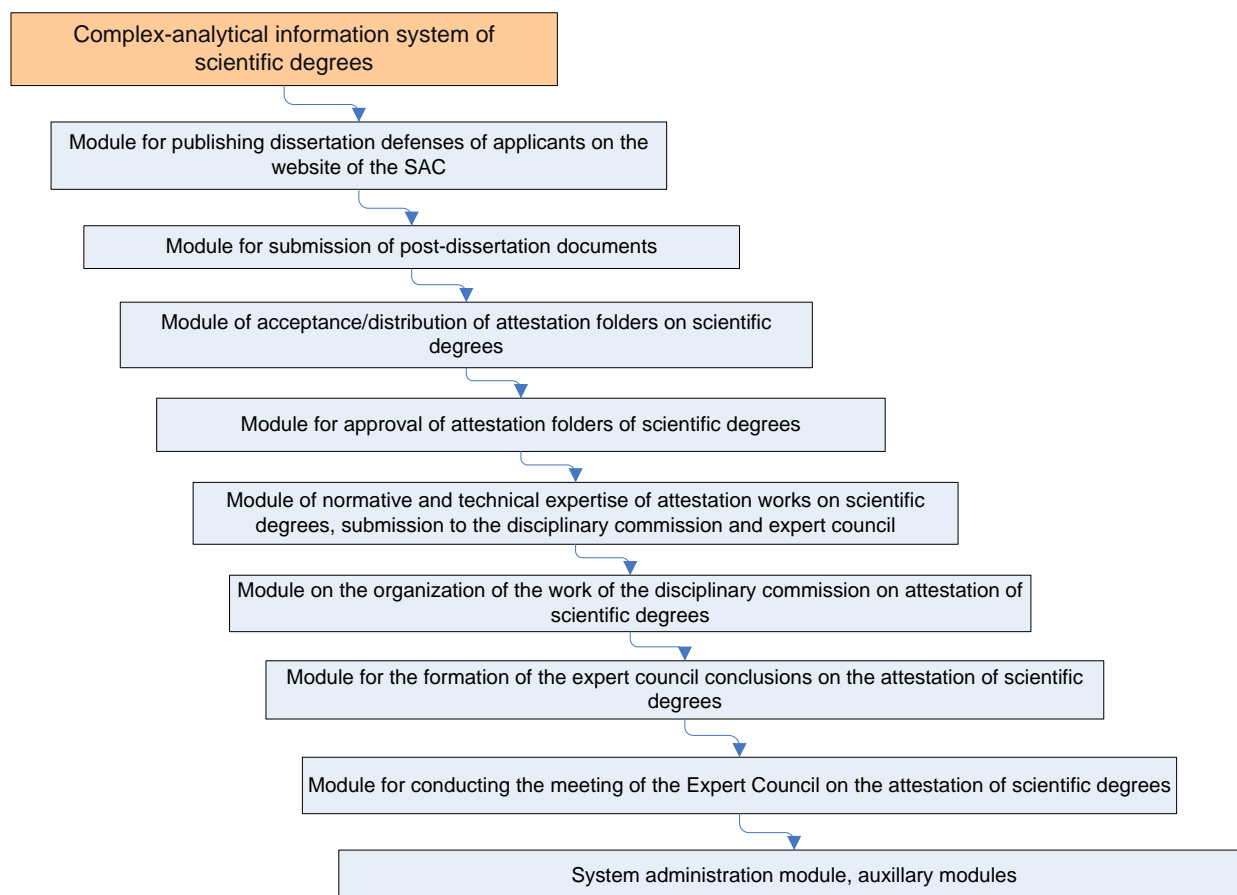 Complex-analytical information system of
scientific degrees
Module for publishing dissertation defenses of applicants on the
website of the SAC
Module for submission of post-dissertation documents
Module of acceptance/distribution of attestation folders on scientific
degrees
Module for approval of attestation folders of scientific degrees
Module of normative and technical expertise of attestation works on scientific
degrees, submission to the disciplinary commission and expert council
Module on the organization of the work of the disciplinary commission on attestation of
scientific degrees
Module for the formation of the expert council conclusions on the attestation of scientific
degrees
Module for conducting the meeting of the Expert Council on the attestation of scientific degrees
System administration module, auxillary modules